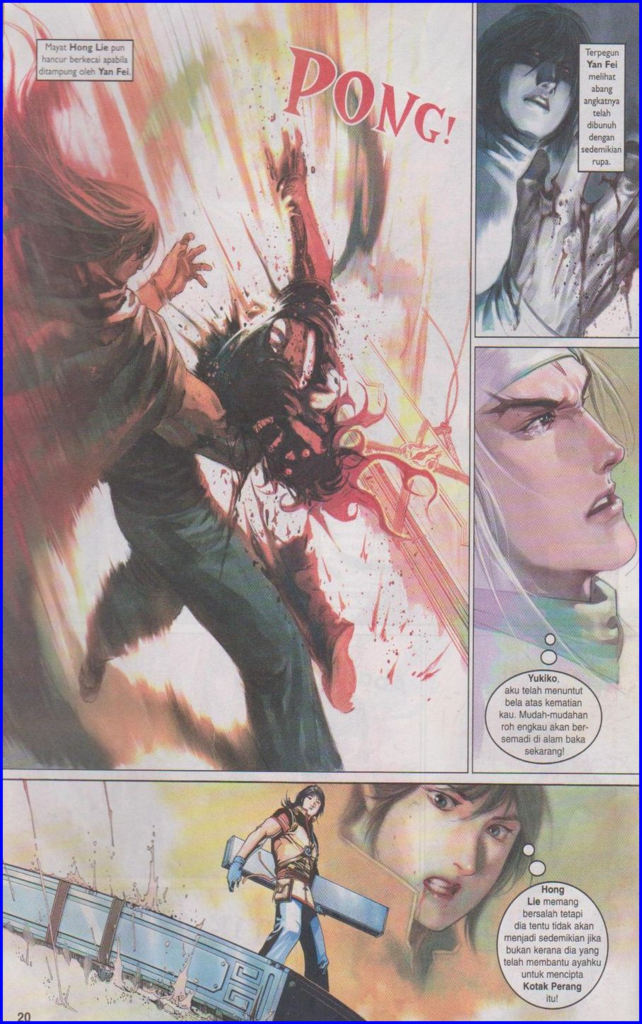 Mayat Hong Lie pun
hancur berkecai apabila
ditampung oleh Yan Fei.
PONG!
Terpegun
Yan Fei
melihat
abang
angkatnya
telah
dibunuh
dengan
sedemikian
rupa.
Yukiko,
aku telah menuntut
bela atas kematian
kau. Mudah-mudahan
roh engkau akan ber-
semadi di alam baka
sekarang!
Hong
Lie memang
bersalah tetapi
dia tentu tidak akan
menjadi sedemikian jika
bukan kerana dia yang
telah membantu ayahku
untuk mencipta
Kotak Perang
itu!
20